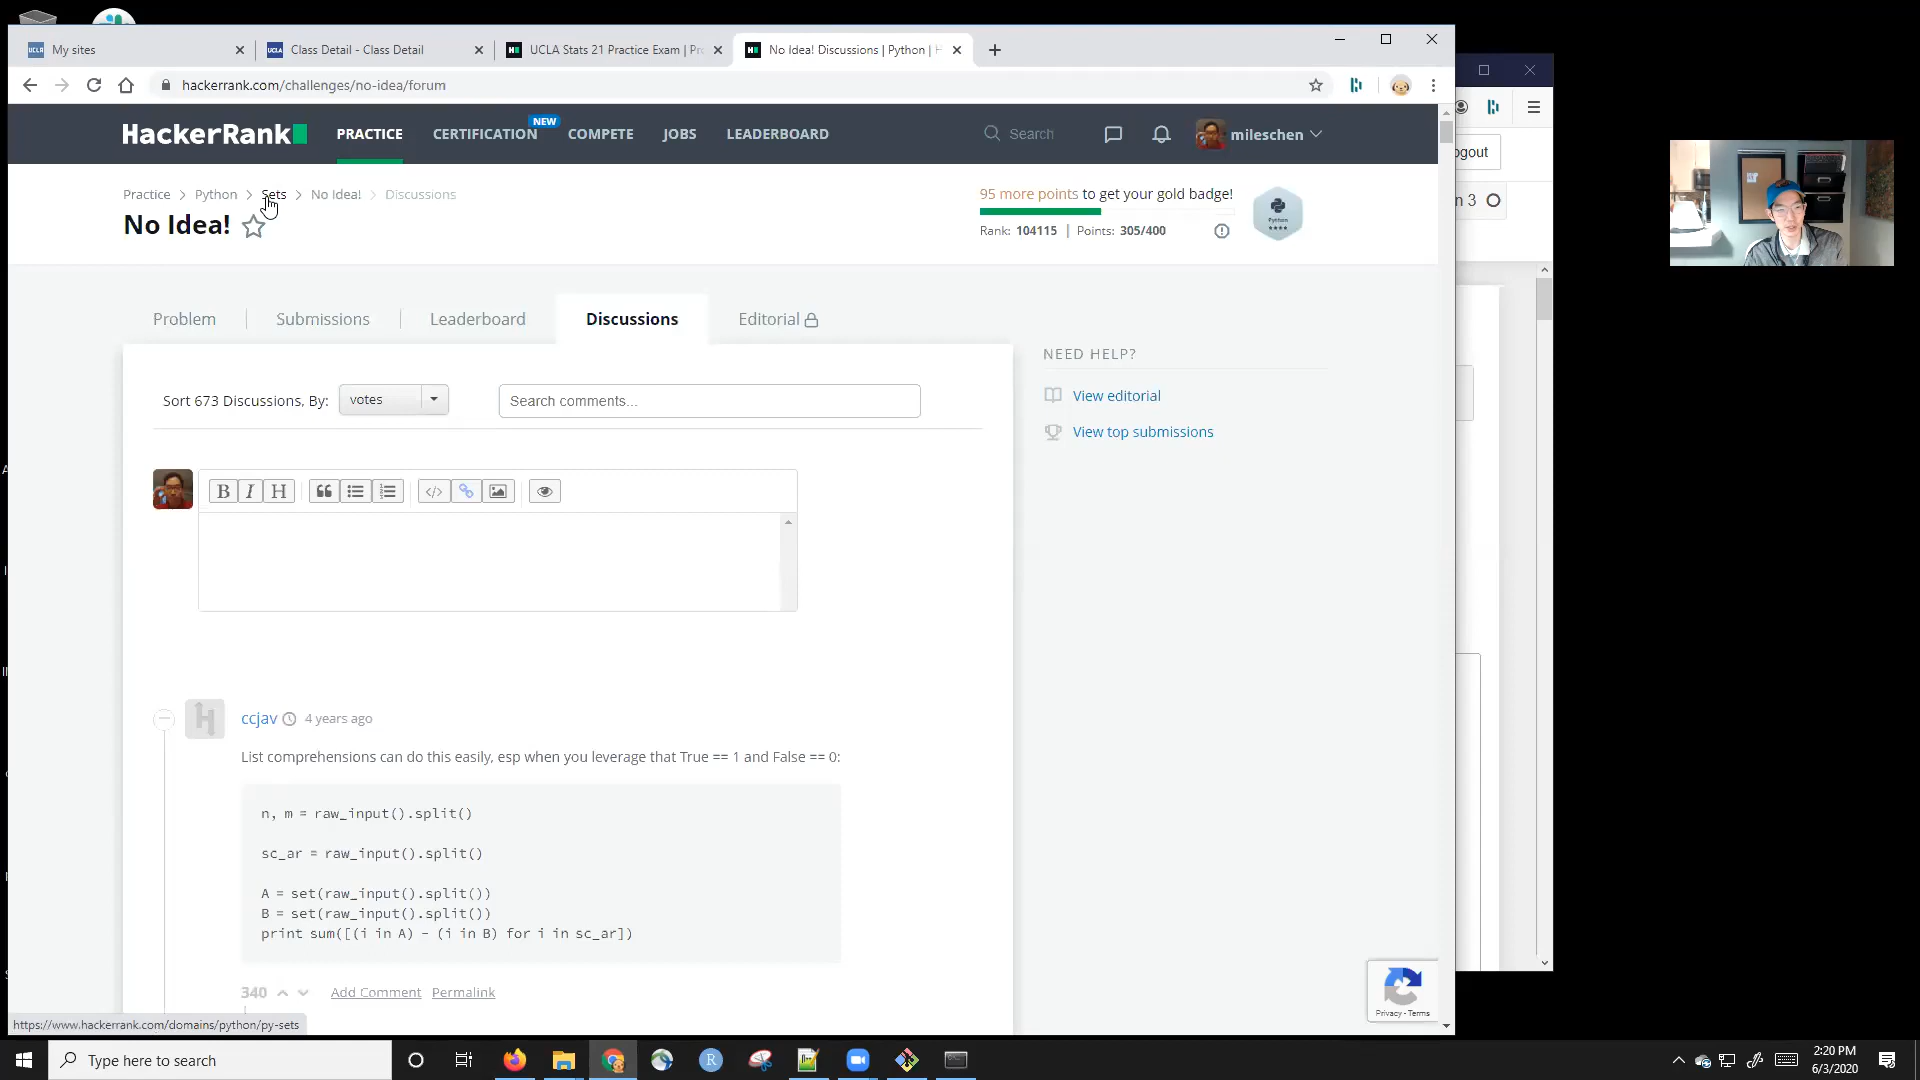 My sites
Class Detail - Class Detail
UCLA Stats 21 Practice Exam | Pr
No Idea! Discussions | Python | H
hackerrank.com/challenges/no-idea/forum
HackerRank
PRACTICE
CERTIFICATION
NEW
COMPETE
JOBS
LEADERBOARD
Search
mileschen
ogout
Practice > Python > Sets > No Idea! > Discussions
95 more points to get your gold badge!
Python
n 3
No Idea!
Rank: 104115 | Points: 305/400
Problem
Submissions
Leaderboard
Discussions
Editorial
NEED HELP?
View editorial
View top submissions
Sort 673 Discussions, By:
votes
Search comments...
B I H
ccjav 4 years ago
List comprehensions can do this easily, esp when you leverage that True == 1 and False == 0:
n, m = raw_input().split()
sc_ar = raw_input().split()
A = set(raw_input().split())
B = set(raw_input().split())
print sum([(i in A) - (i in B) for i in sc_ar])
340
Add Comment
Permalink
Privacy - Terms
https://www.hackerrank.com/domains/python/py-sets
Type here to search
2:20 PM
6/3/2020